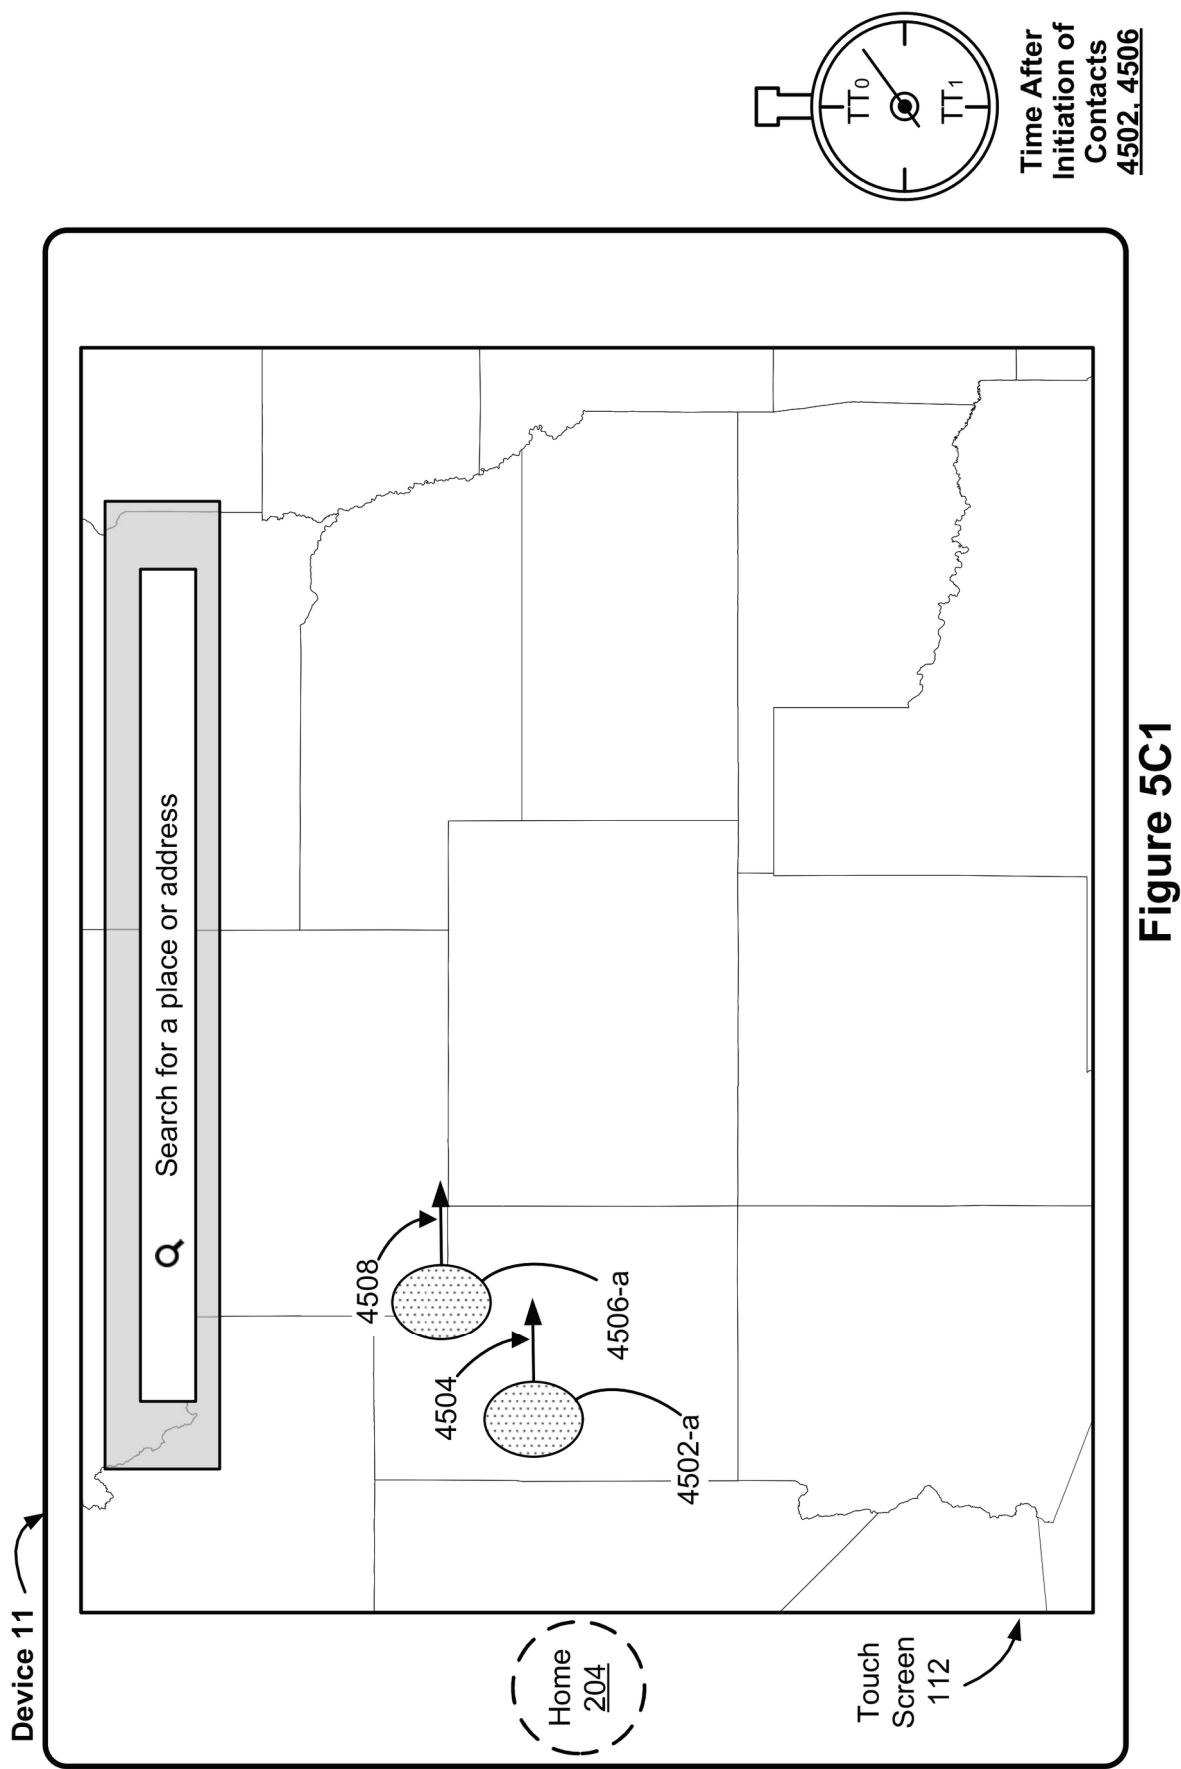 Device 11
Search for a place or address
4508
4504
4506-a
4502-a
Home
204
Touch
Screen
112
TT0
TT1
Time After
Initiation of
Contacts
4502, 4506
Figure 5C1